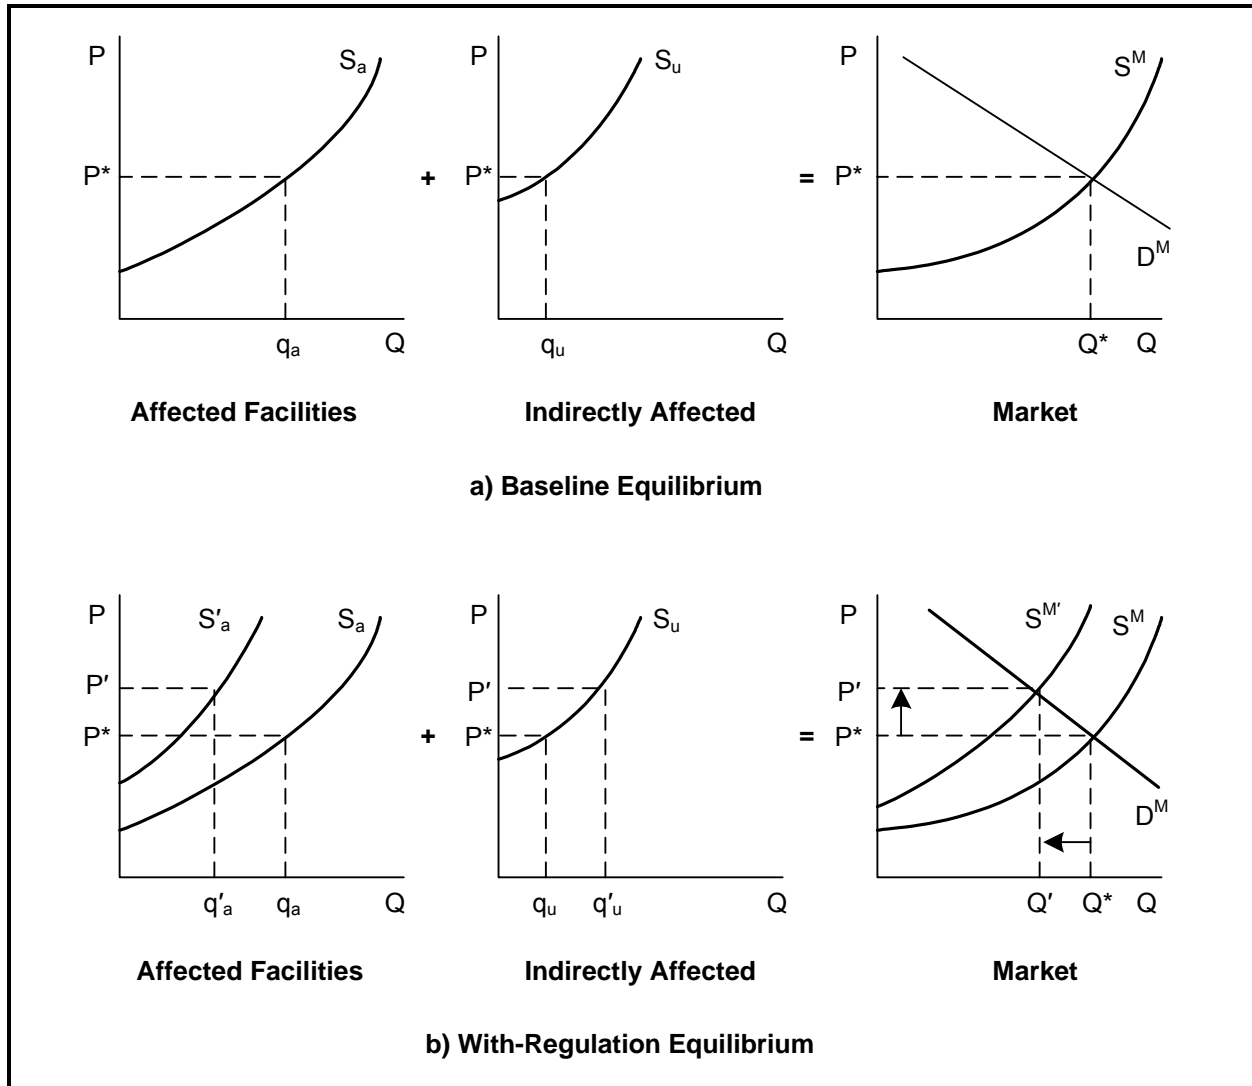 P Sₐ Sᵤ P Sᴹ
P* + P* = P*
Dᴹ
qₐ Q qᵤ Q Q* Q
Affected Facilities Indirectly Affected Market
a) Baseline Equilibrium
P S′ₐ Sₐ P Sᵤ P Sᴹ′ Sᴹ
P′ P′ P′
P* + P* = P*
Dᴹ
q′ₐ qₐ Q qᵤ q′ᵤ Q Q′ Q* Q
Affected Facilities Indirectly Affected Market
b) With-Regulation Equilibrium